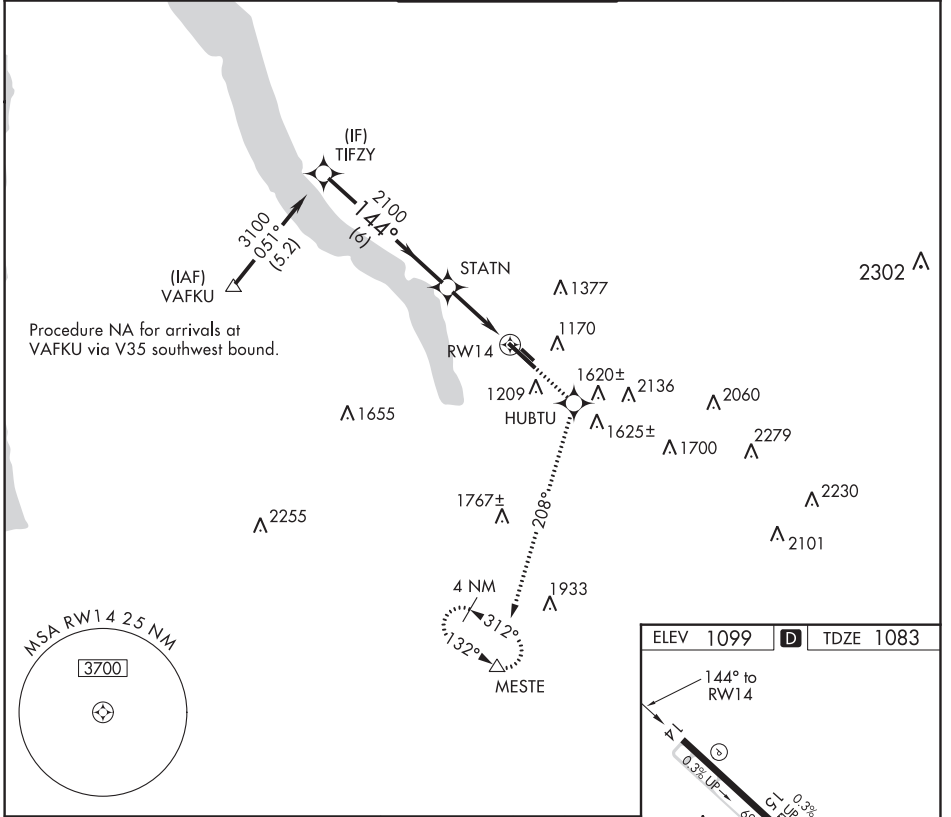 (IF)
TIFZY
2100
144°
(6)
3100
051°
(5.2)
(IAF)
VAFKU
STATN
2302
1377
Procedure NA for arrivals at
VAFKU via V35 southwest bound.
1170
RW14
1209
1620±
2136
2060
HUBTU
1655
1625±
1700
2279
2230
1767±
208°
2255
2101
4 NM
1933
312°
132°
MESTE
MSA RW14 25 NM
3700
ELEV 1099 D TDZE 1083
144° to
RW14
14
P
0.3% UP
15
0.3%
UP